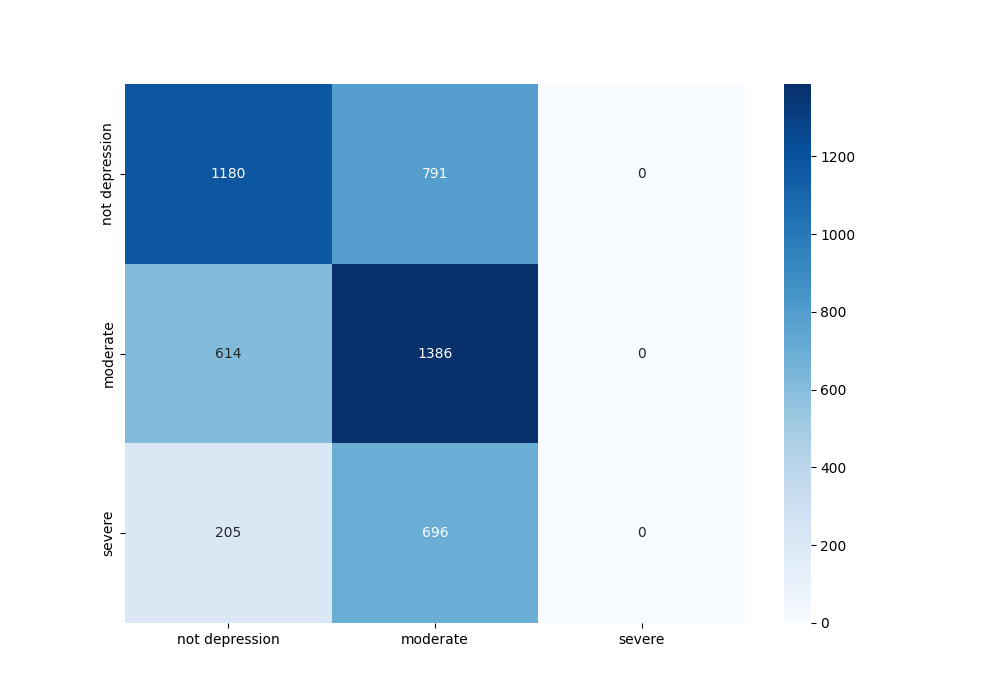 not depression
1180 791 0
moderate
614 1386 0
severe
205 696 0
not depression moderate severe
1200
1000
800
600
400
200
0